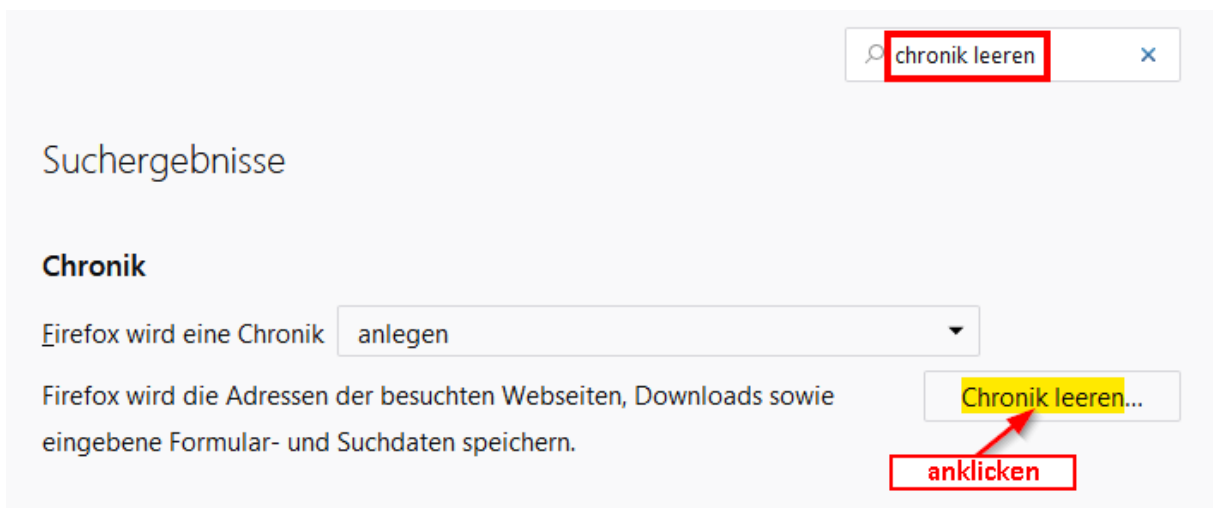 chronik leeren
Suchergebnisse
Chronik
Firefox wird eine Chronik anlegen
Firefox wird die Adressen der besuchten Webseiten, Downloads sowie
eingebene Formular- und Suchdaten speichern.
Chronik leeren...
anklicken